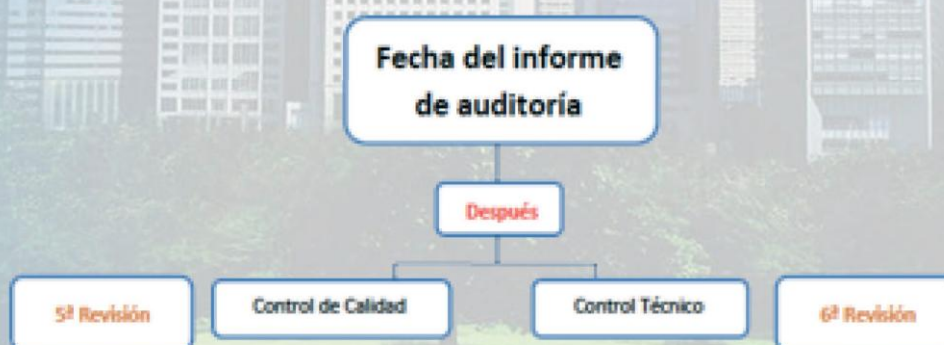 Fecha del informe
de auditoría
Después
5ª Revisión
Control de Calidad
Control Técnico
6ª Revisión